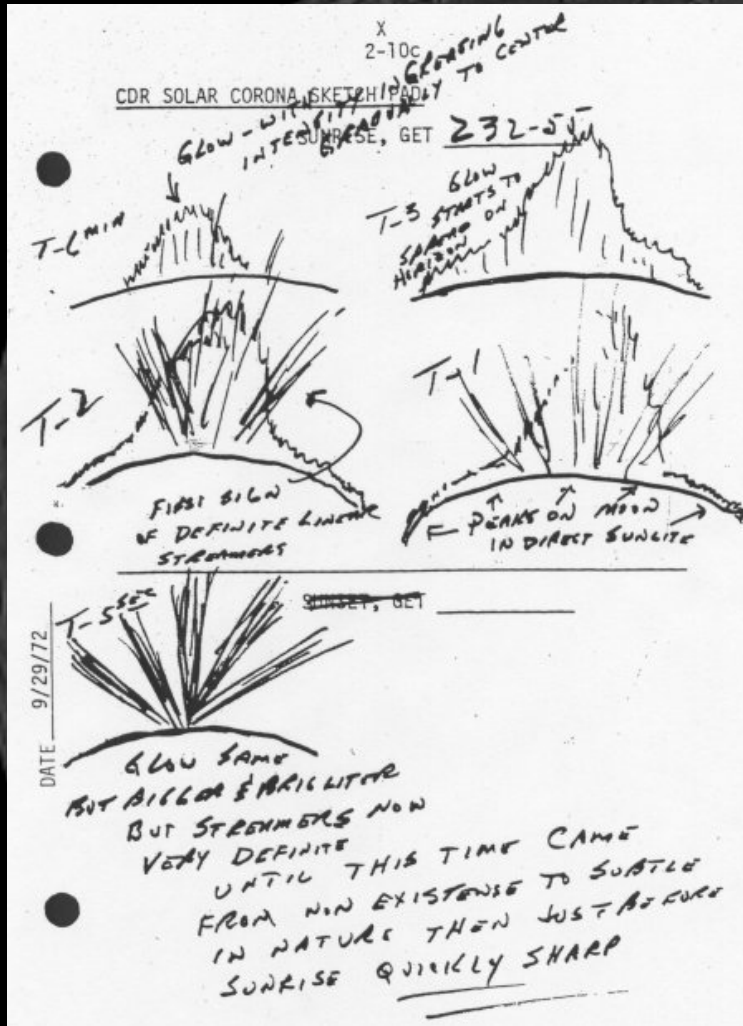 X
2-10c
CDR SOLAR CORONA SKETCH PAD
SUNRISE, GET 232-55
GLOW - WITH
INTENSITY INCREASING
GRADUALLY TO CENTER
T-6 MIN
T-3
GLOW
STARTS TO
SPREAD ON
HORIZON
T-2
FIRST SIGN
OF DEFINITE LINEAR
STREAMERS
T-1
PEAKS ON MOON
IN DIRECT SUNLITE
SUNSET, GET
T-5 SEC
DATE 9/29/72
GLOW SAME
BUT BIGGER & BRIGLITER
BUT STREAMERS NOW
VERY DEFINITE
UNTIL THIS TIME CAME
FROM NON EXISTENSE TO SUBTLE
IN NATURE THEN JUST BEFORE
SUNRISE QUICKLY SHARP